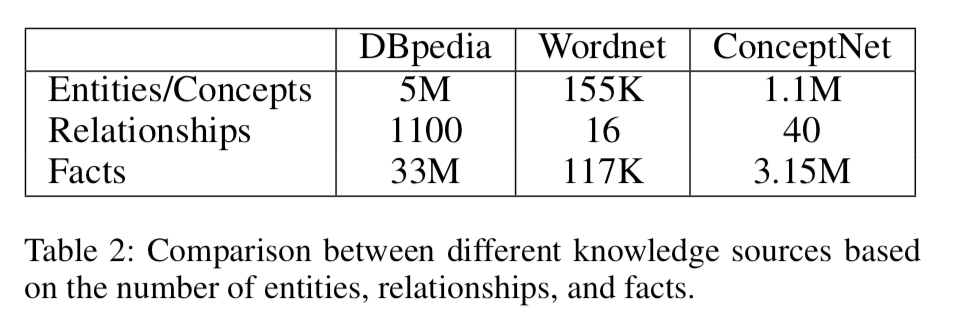 DBpedia Wordnet ConceptNet
Entities/Concepts 5M 155K 1.1M
Relationships 1100 16 40
Facts 33M 117K 3.15M
Table 2: Comparison between different knowledge sources based
on the number of entities, relationships, and facts.